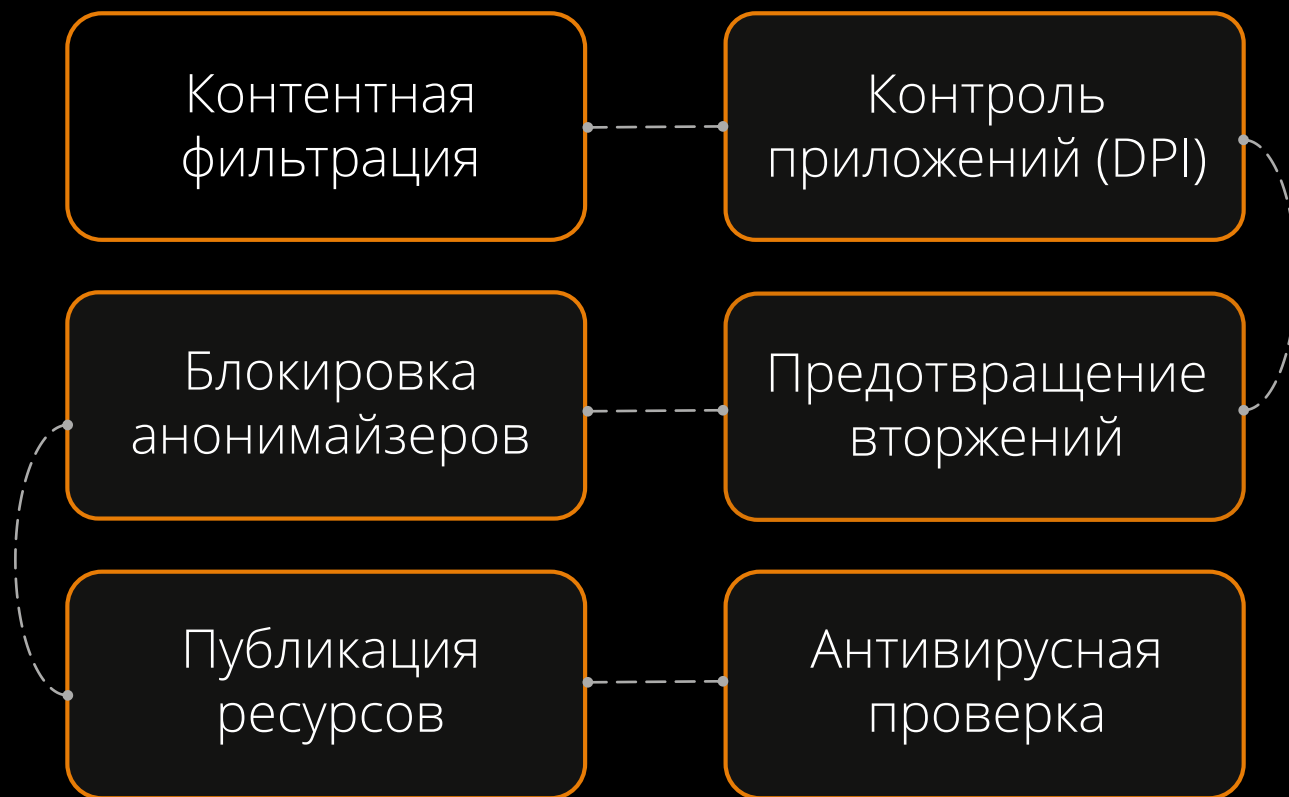 Контентная
фильтрация
Контроль
приложений (DPI)
Блокировка
анонимайзеров
Предотвращение
вторжений
Публикация
ресурсов
Антивирусная
проверка